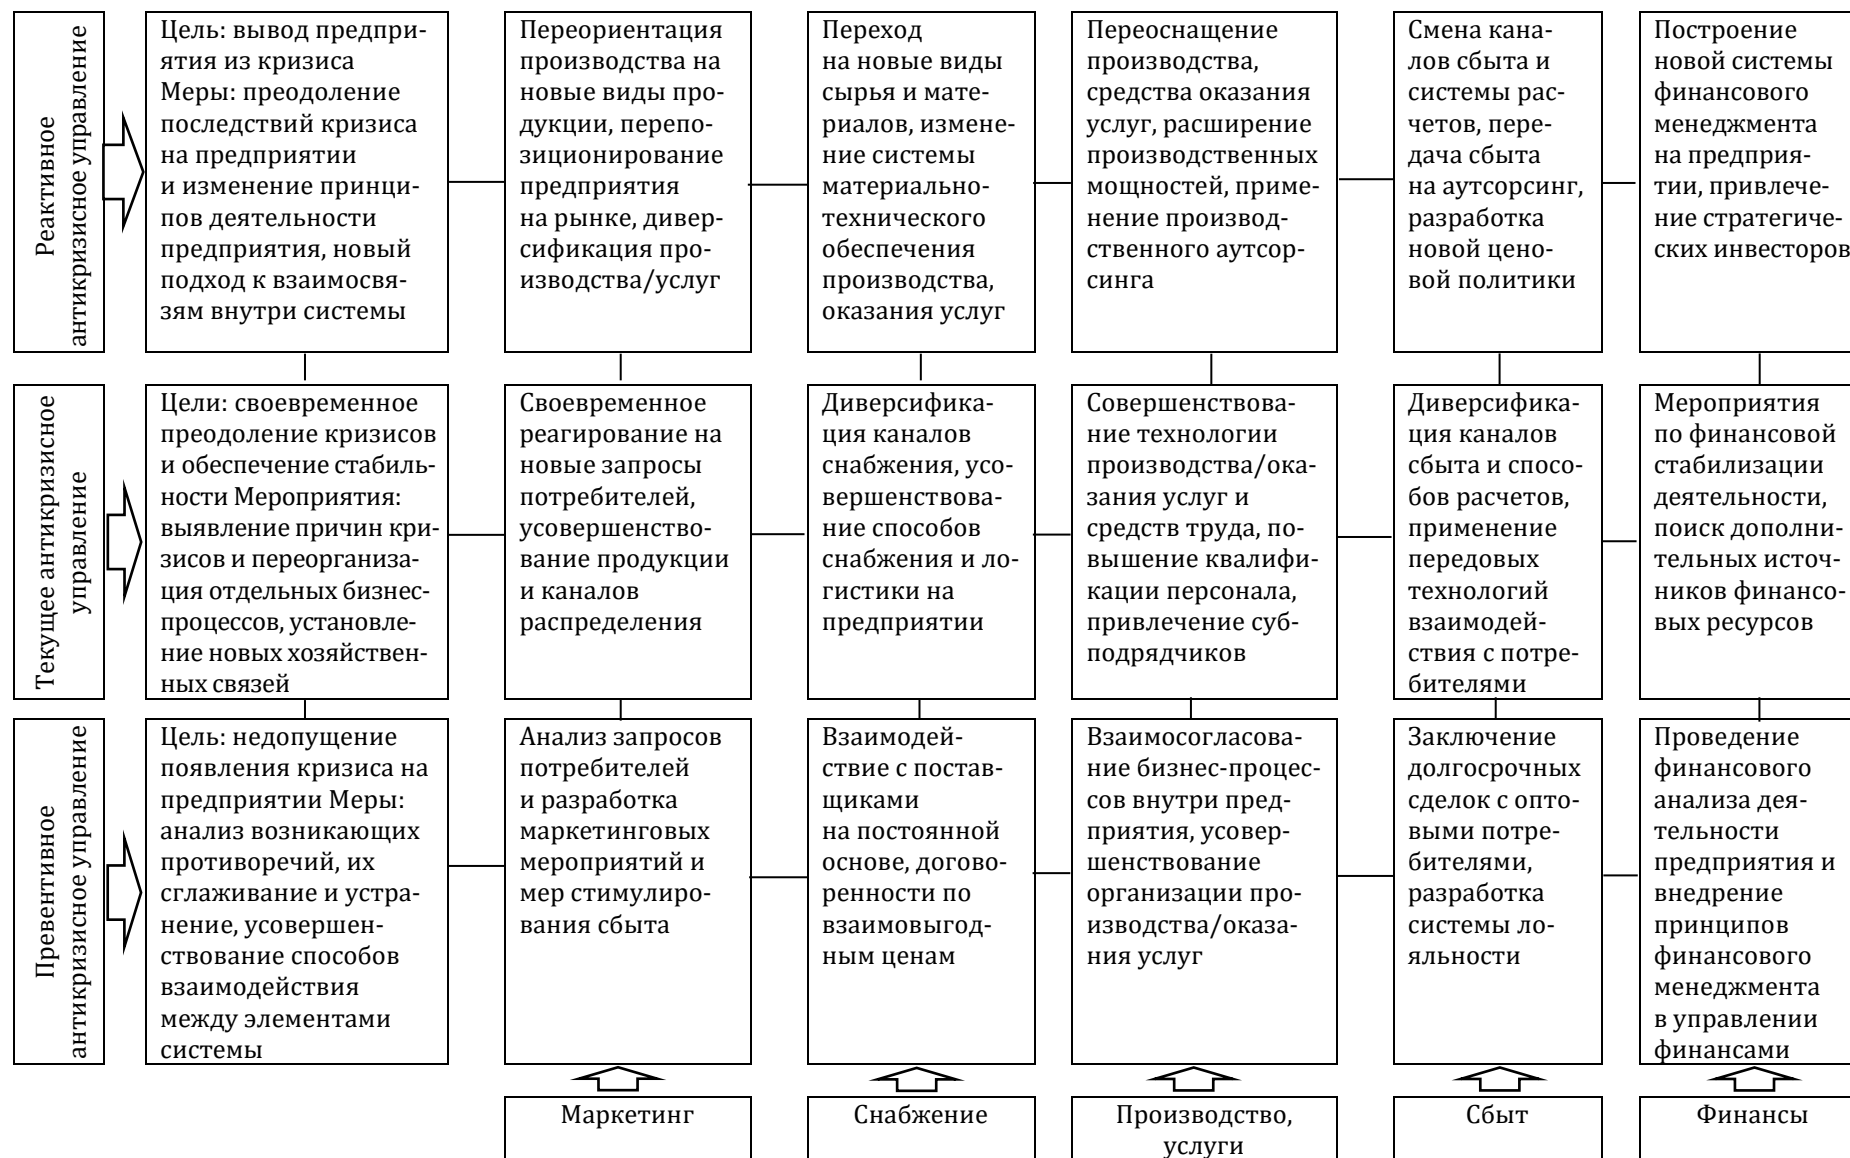 Реактивное
антикризисное управление
Цель: вывод предпри-
ятия из кризиса
Меры: преодоление
последствий кризиса
на предприятии
и изменение принци-
пов деятельности
предприятия, новый
подход к взаимосвя-
зям внутри системы
Переориентация
производства на
новые виды про-
дукции, перепо-
зиционирование
предприятия
на рынке, дивер-
сификация про-
изводства/услуг
Переход
на новые виды
сырья и мате-
риалов, измене-
ние системы
материально-
технического
обеспечения
производства,
оказания услуг
Переоснащение
производства,
средства оказания
услуг, расширение
производственных
мощностей, приме-
нение производ-
ственного аутсор-
синга
Смена кана-
лов сбыта и
системы рас-
четов, пере-
дача сбыта
на аутсорсинг,
разработка
новой цено-
вой политики
Построение
новой системы
финансового
менеджмента
на предприя-
тии, привлече-
ние стратегиче-
ских инвесторов
Текущее антикризисное
управление
Цели: своевременное
преодоление кризисов
и обеспечение стабиль-
ности Мероприятия:
выявление причин кри-
зисов и переорганиза-
ция отдельных бизнес-
процессов, установле-
ние новых хозяйствен-
ных связей
Своевременное
реагирование на
новые запросы
потребителей,
усовершенство-
вание продукции
и каналов
распределения
Диверсифика-
ция каналов
снабжения, усо-
вершенствова-
ние способов
снабжения и ло-
гистики на
предприятии
Совершенствова-
ние технологии
производства/ока-
зания услуг и
средств труда, по-
вышение квалифи-
кации персонала,
привлечение суб-
подрядчиков
Диверсифика-
ция каналов
сбыта и спосо-
бов расчетов,
применение
передовых
технологий
взаимодей-
ствия с потре-
бителями
Мероприятия
по финансовой
стабилизации
деятельности,
поиск дополни-
тельных источ-
ников финансо-
вых ресурсов
Превентивное
антикризисное управление
Цель: недопущение
появления кризиса на
предприятии Меры:
анализ возникающих
противоречий, их
сглаживание и устра-
нение, усовершен-
ствование способов
взаимодействия
между элементами
системы
Анализ запросов
потребителей
и разработка
маркетинговых
мероприятий и
мер стимулиро-
вания сбыта
Взаимодей-
ствие с постав-
щиками
на постоянной
основе, догово-
ренности по
взаимовыгод-
ным ценам
Взаимосогласова-
ние бизнес-процес-
сов внутри пред-
приятия, усовер-
шенствование
организации про-
изводства/оказа-
ния услуг
Заключение
долгосрочных
сделок с опто-
выми потре-
бителями,
разработка
системы ло-
яльности
Проведение
финансового
анализа дея-
тельности
предприятия и
внедрение
принципов
финансового
менеджмента
в управлении
финансами
Маркетинг
Снабжение
Производство,
услуги
Сбыт
Финансы